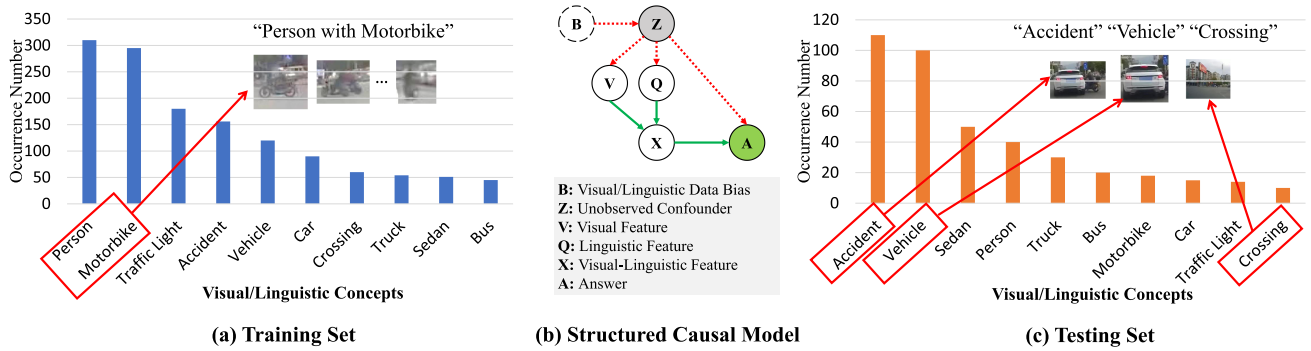 350
300
250
200
150
100
50
0
Occurrence Number
“Person with Motorbike”
...
Person
Motorbike
Traffic Light
Accident
Vehicle
Car
Crossing
Truck
Sedan
Bus
Visual/Linguistic Concepts
(a) Training Set
B
Z
V
Q
X
A
B: Visual/Linguistic Data Bias
Z: Unobserved Confounder
V: Visual Feature
Q: Linguistic Feature
X: Visual-Linguistic Feature
A: Answer
(b) Structured Causal Model
120
100
80
60
40
20
0
Occurrence Number
“Accident” “Vehicle” “Crossing”
Accident
Vehicle
Sedan
Person
Truck
Bus
Motorbike
Car
Traffic Light
Crossing
Visual/Linguistic Concepts
(c) Testing Set